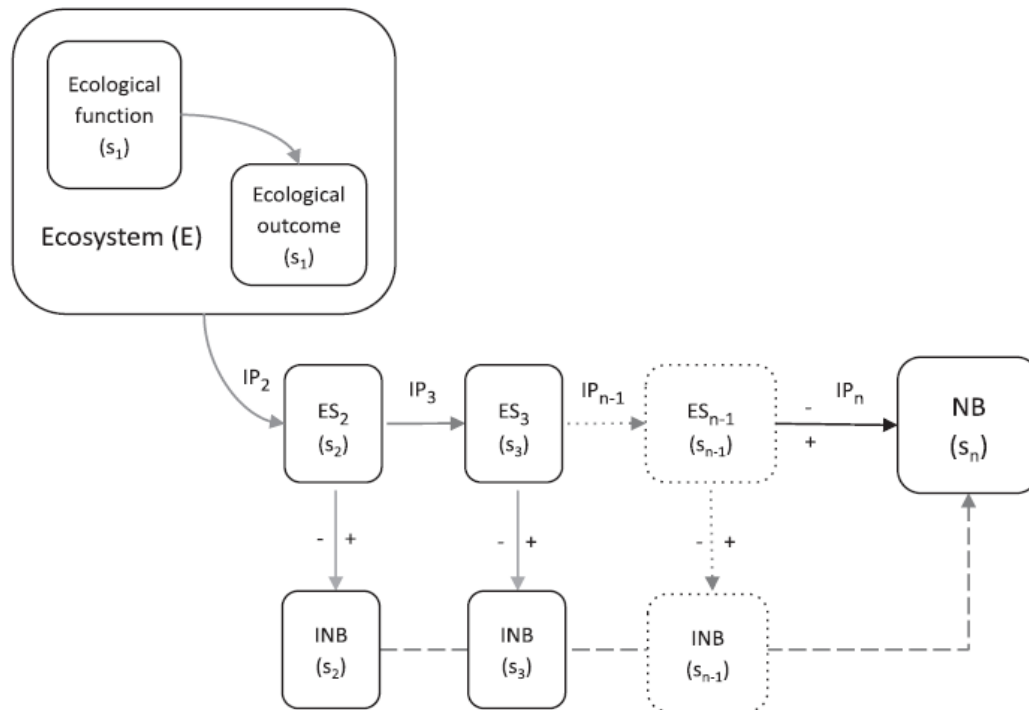 Ecological
function
(s₁)
Ecological
outcome
(s₁)
Ecosystem (E)
IP₂
ES₂
(s₂)
IP₃
ES₃
(s₃)
IPₙ₋₁
ESₙ₋₁
(sₙ₋₁)
- +
IPₙ
NB
(sₙ)
- +
- +
- +
INB
(s₂)
INB
(s₃)
INB
(sₙ₋₁)